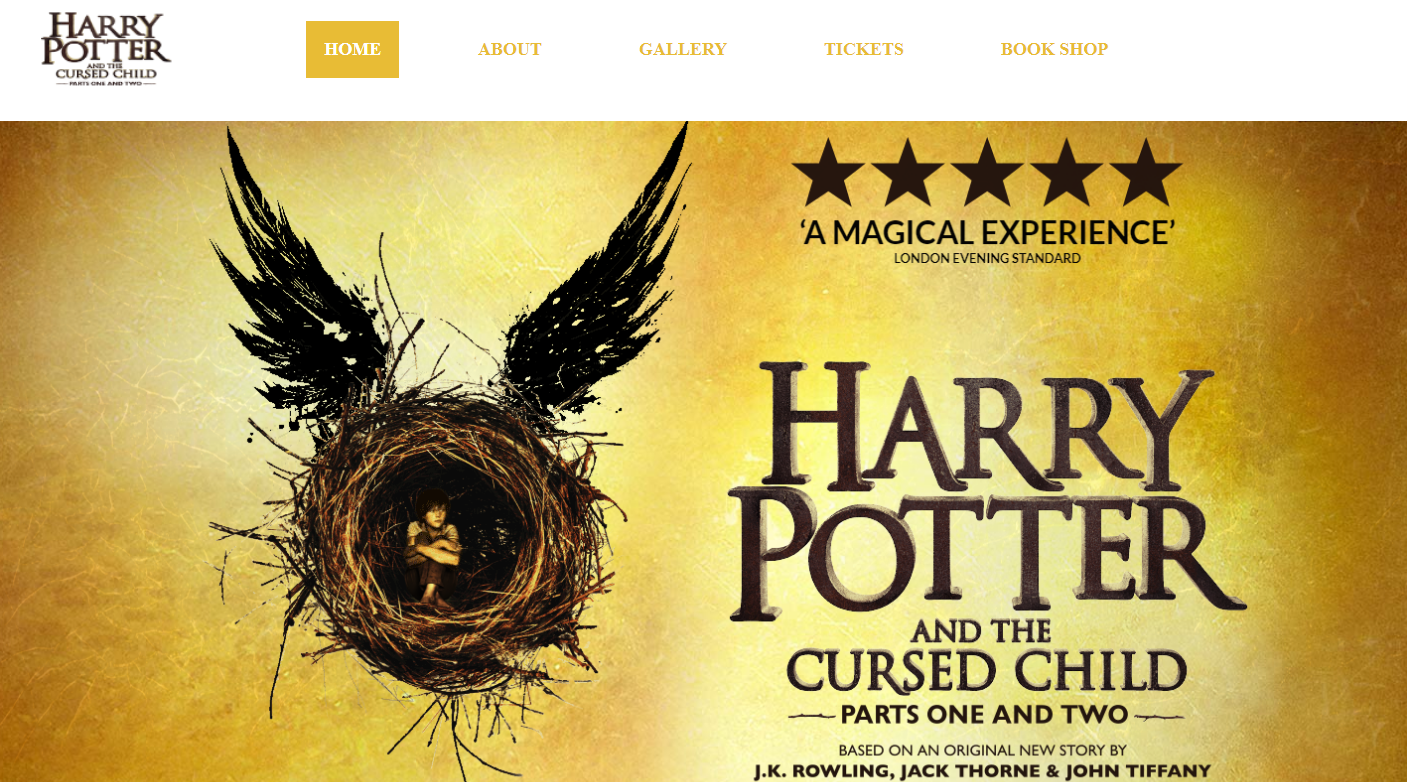 HARRY
POTTER
AND THE
CURSED CHILD
PARTS ONE AND TWO
HOME
ABOUT
GALLERY
TICKETS
BOOK SHOP
‘A MAGICAL EXPERIENCE’
LONDON EVENING STANDARD
HARRY
POTTER
AND THE
CURSED CHILD
PARTS ONE AND TWO
BASED ON AN ORIGINAL NEW STORY BY
J.K. ROWLING, JACK THORNE & JOHN TIFFANY